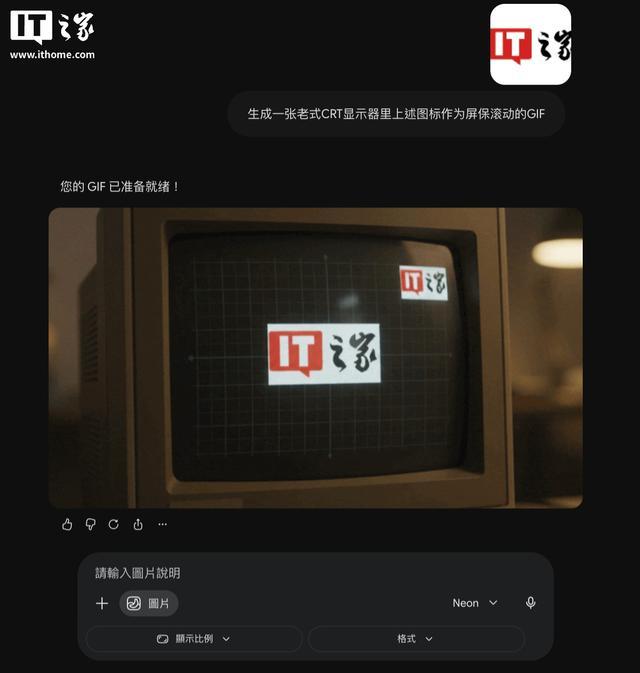 IT之家
www.ithome.com
IT之家
生成一张老式CRT显示器里上述图标作为屏保滚动的GIF
您的 GIF 已准备就绪！
IT之家
IT之家
請輸入圖片說明
圖片
Neon
顯示比例
格式